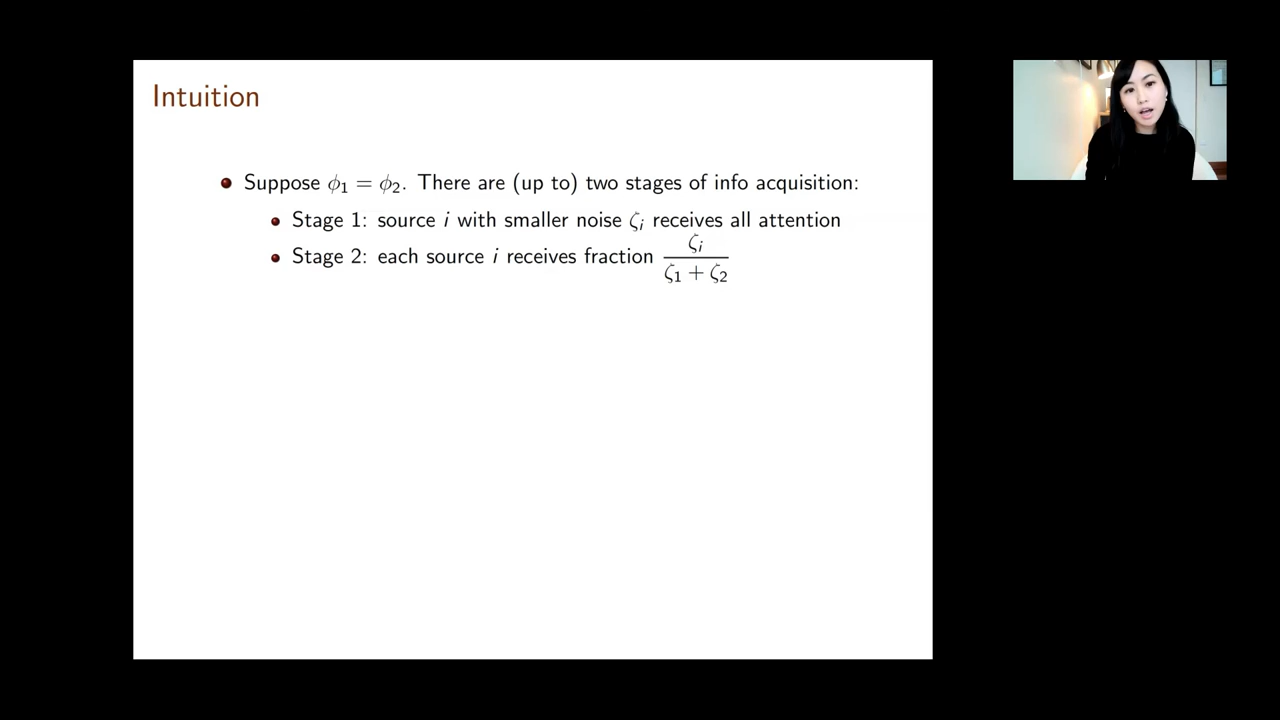 Intuition
Suppose ϕ₁ = ϕ₂. There are (up to) two stages of info acquisition:
Stage 1: source i with smaller noise ζᵢ receives all attention
Stage 2: each source i receives fraction ζᵢ / (ζ₁ + ζ₂)